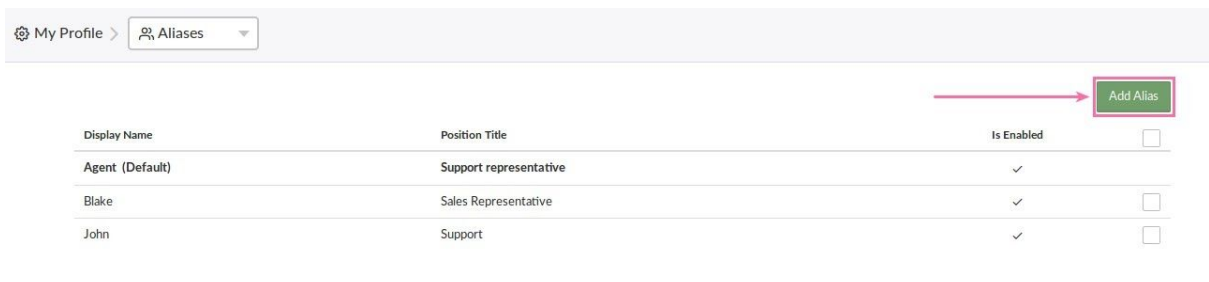 My Profile > Aliases
Add Alias
Display Name Position Title Is Enabled
Agent (Default) Support representative
Blake Sales Representative
John Support